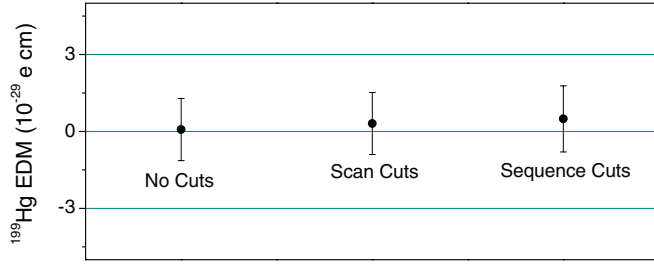 ¹⁹⁹Hg EDM (10⁻²⁹ e cm)
3
0
-3
No Cuts
Scan Cuts
Sequence Cuts